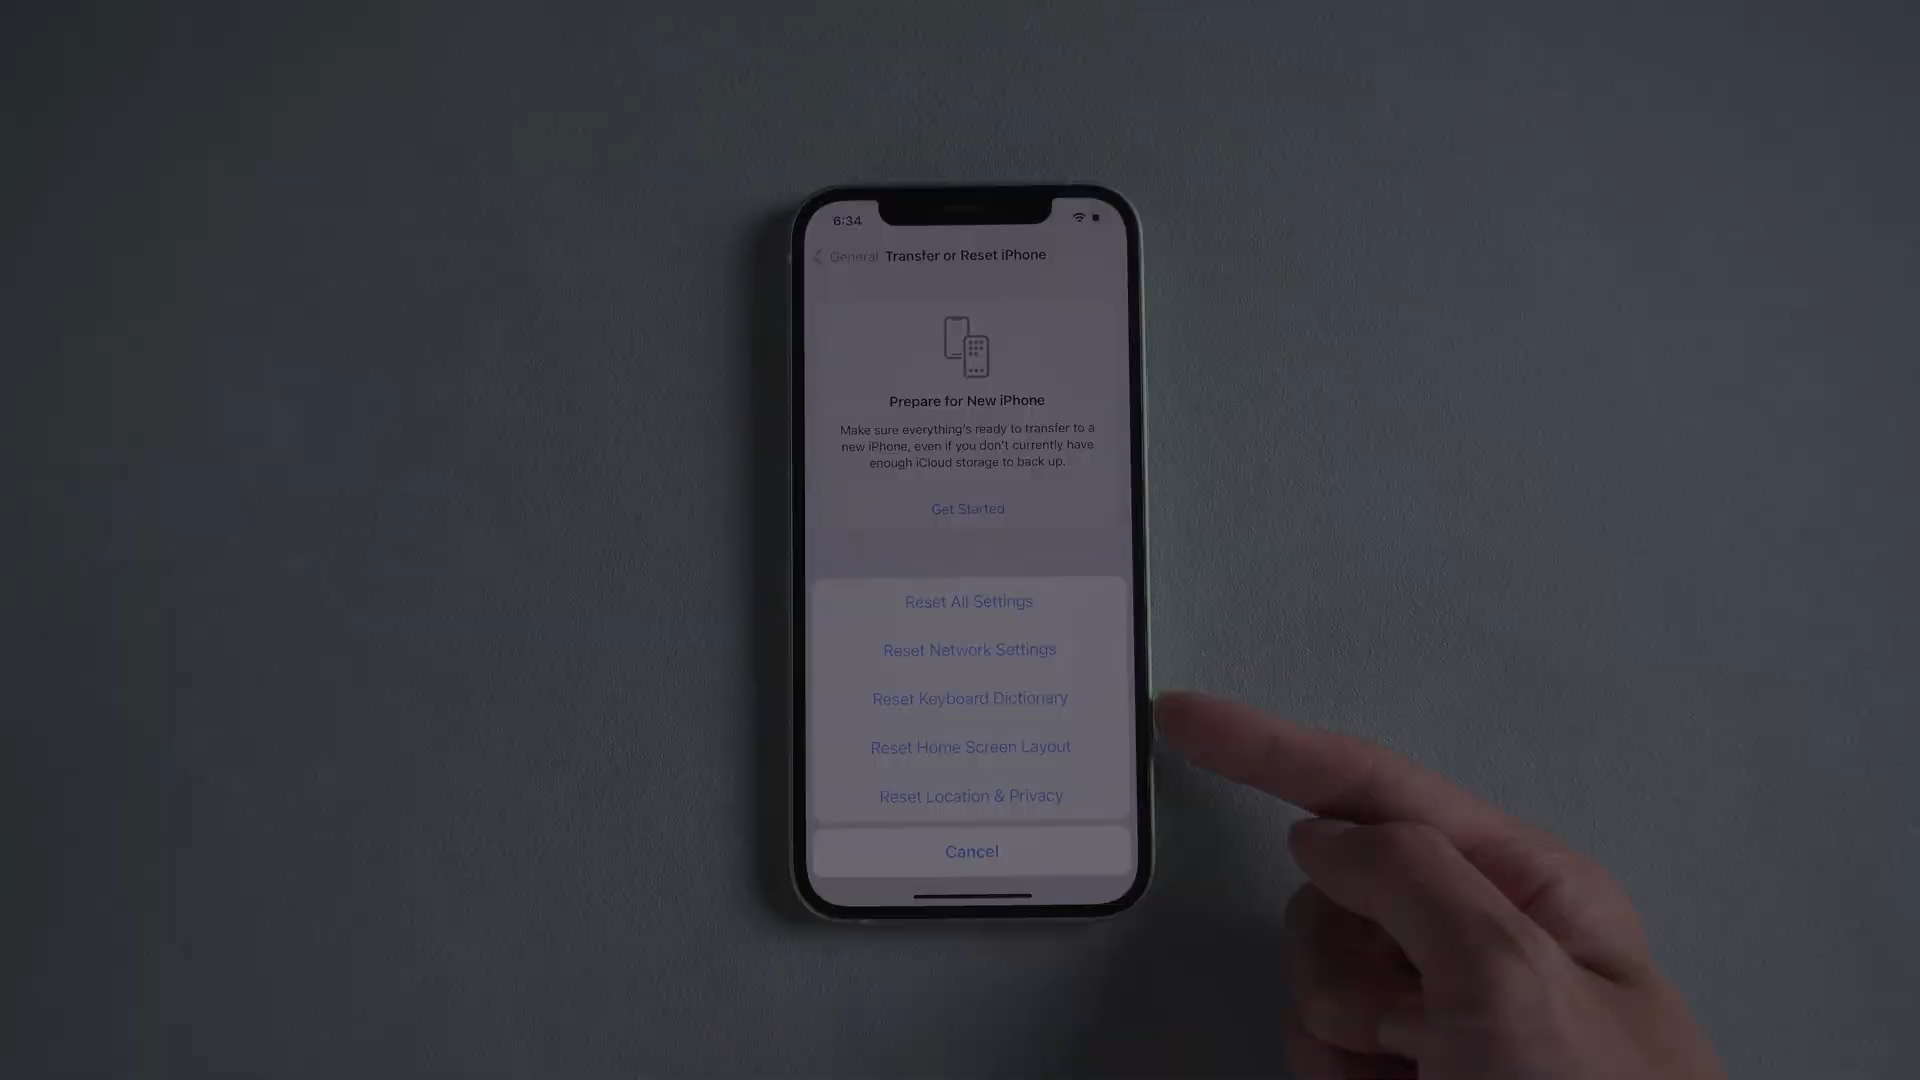 6:34
General Transfer or Reset iPhone
Prepare for New iPhone
Make sure everything's ready to transfer to a
new iPhone, even if you don't currently have
enough iCloud storage to back up.
Get Started
Reset All Settings
Reset Network Settings
Reset Keyboard Dictionary
Reset Home Screen Layout
Reset Location & Privacy
Cancel